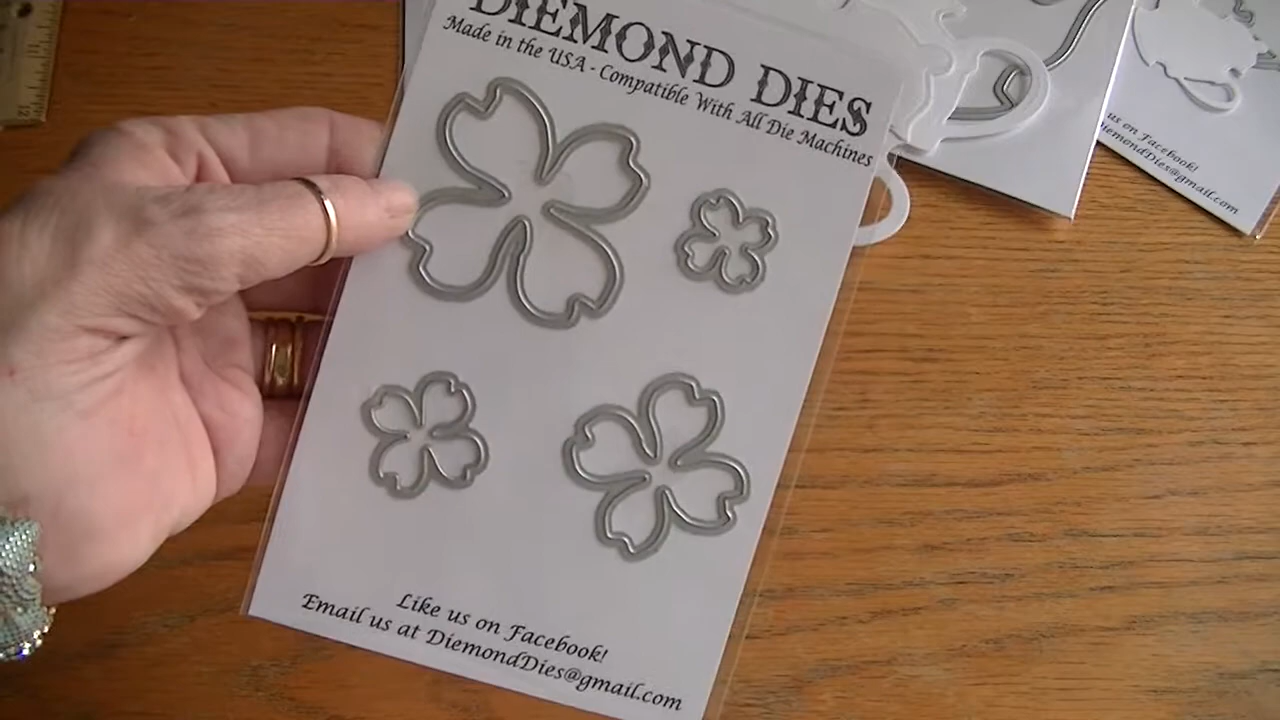 DIEMOND DIES
Made in the USA - Compatible With All Die Machines
Like us on Facebook!
Email us at DiemondDies@gmail.com
us on Facebook!
DiemondDies@gmail.com
12